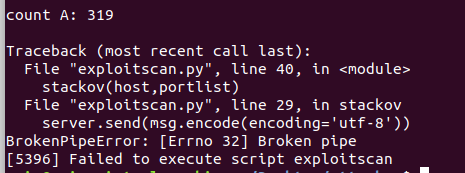 count A: 319
Traceback (most recent call last):
  File "exploitscan.py", line 40, in <module>
    stackov(host,portlist)
  File "exploitscan.py", line 29, in stackov
    server.send(msg.encode(encoding='utf-8'))
BrokenPipeError: [Errno 32] Broken pipe
[5396] Failed to execute script exploitscan